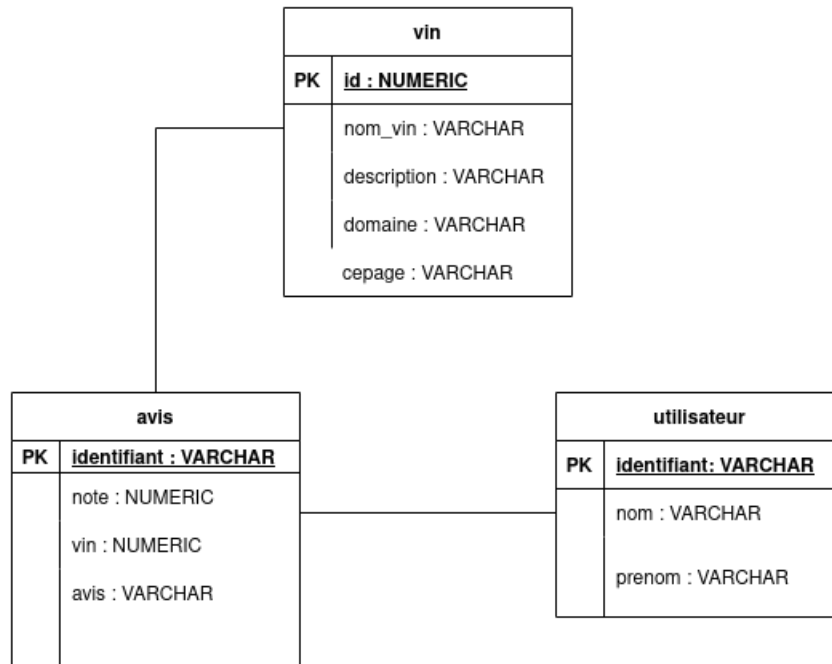 vin
PK id : NUMERIC
nom_vin : VARCHAR
description : VARCHAR
domaine : VARCHAR
cepage : VARCHAR
avis
PK identifiant : VARCHAR
note : NUMERIC
vin : NUMERIC
avis : VARCHAR
utilisateur
PK identifiant: VARCHAR
nom : VARCHAR
prenom : VARCHAR